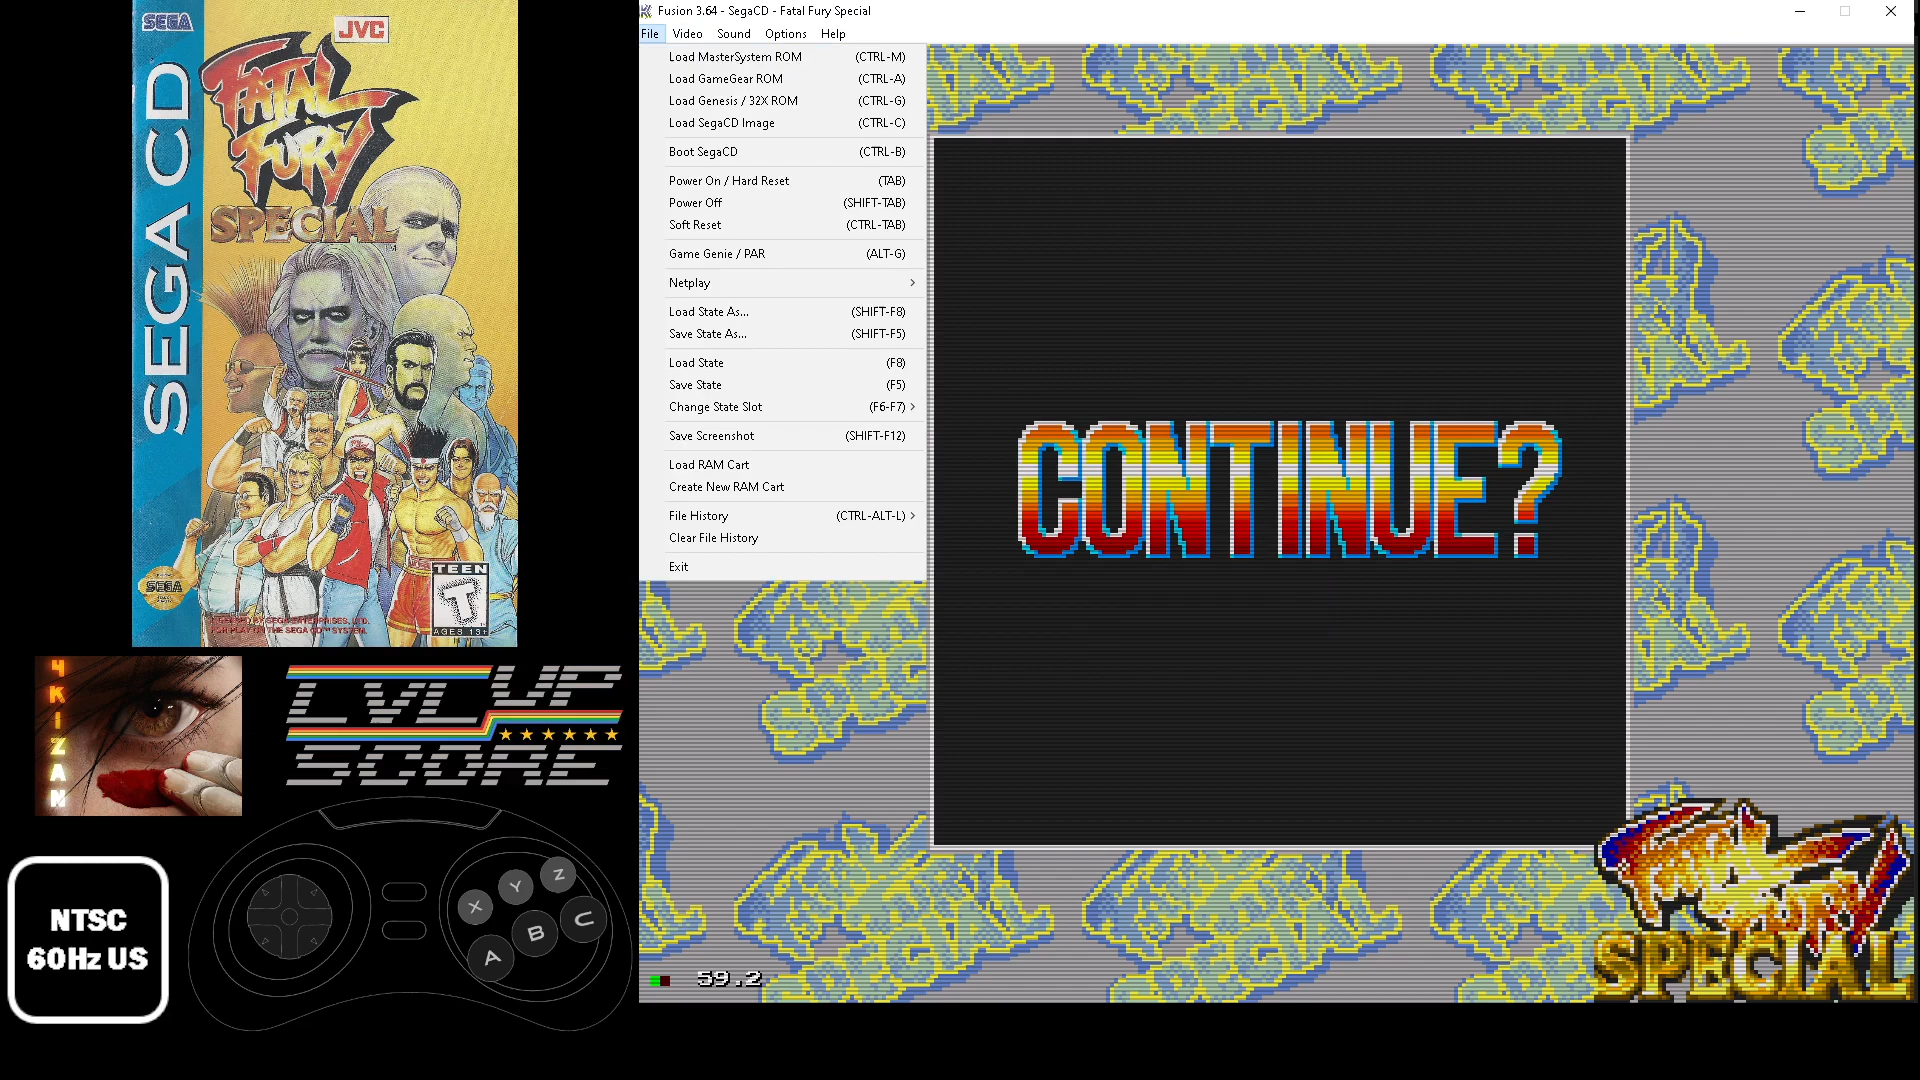 SEGA
JVC
SEGA CD
FATAL
FURY
SPECIAL
SEGA
TEEN
T
AGES 13+
4KIZAN
LVL UP
SCORE
NTSC
60Hz US
X
Y
Z
A
B
C
Fusion 3.64 - SegaCD - Fatal Fury Special
File Video Sound Options Help
Load MasterSystem ROM (CTRL-M)
Load GameGear ROM (CTRL-A)
Load Genesis / 32X ROM (CTRL-G)
Load SegaCD Image (CTRL-C)
Boot SegaCD (CTRL-B)
Power On / Hard Reset (TAB)
Power Off (SHIFT-TAB)
Soft Reset (CTRL-TAB)
Game Genie / PAR (ALT-G)
Netplay
Load State As... (SHIFT-F8)
Save State As... (SHIFT-F5)
Load State (F8)
Save State (F5)
Change State Slot (F6-F7)
Save Screenshot (SHIFT-F12)
Load RAM Cart
Create New RAM Cart
File History (CTRL-ALT-L)
Clear File History
Exit
CONTINUE?
59.2
FATAL
FURY
SPECIAL